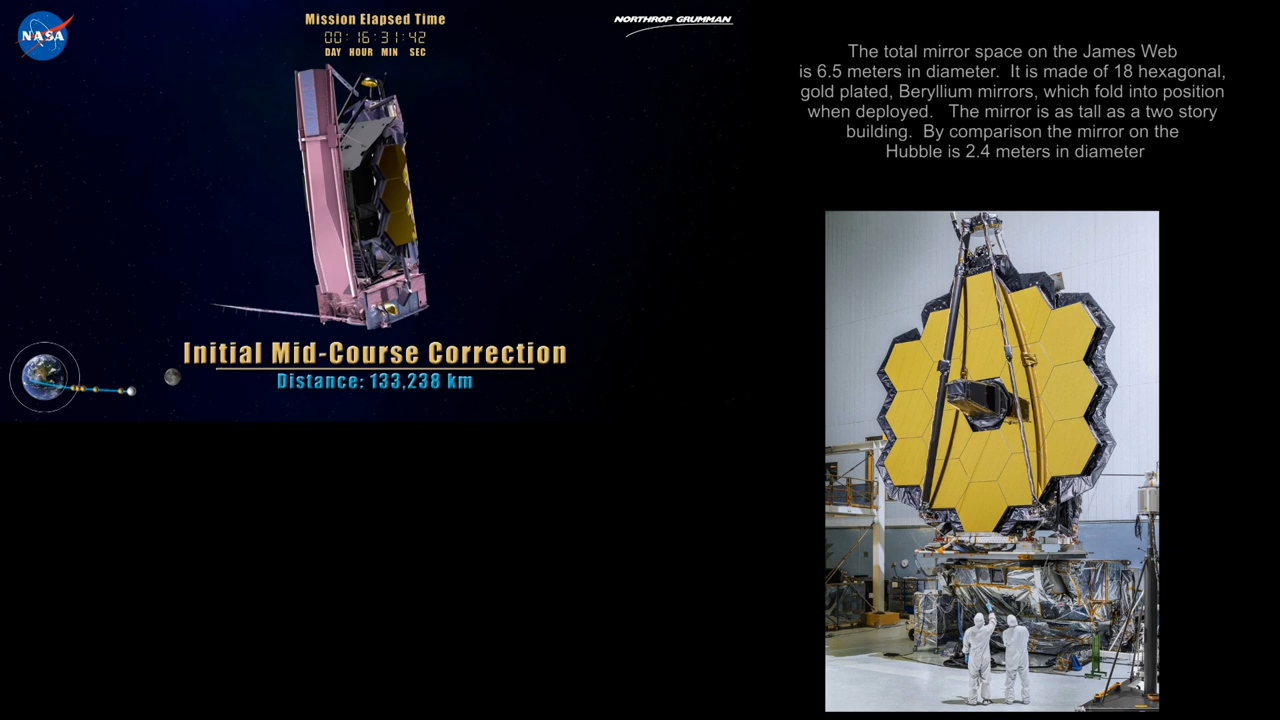 NASA
Mission Elapsed Time
00:16:31:42
DAY HOUR MIN SEC
NORTHROP GRUMMAN
Initial Mid-Course Correction
Distance: 133,238 km
The total mirror space on the James Web
is 6.5 meters in diameter. It is made of 18 hexagonal,
gold plated, Beryllium mirrors, which fold into position
when deployed. The mirror is as tall as a two story
building. By comparison the mirror on the
Hubble is 2.4 meters in diameter